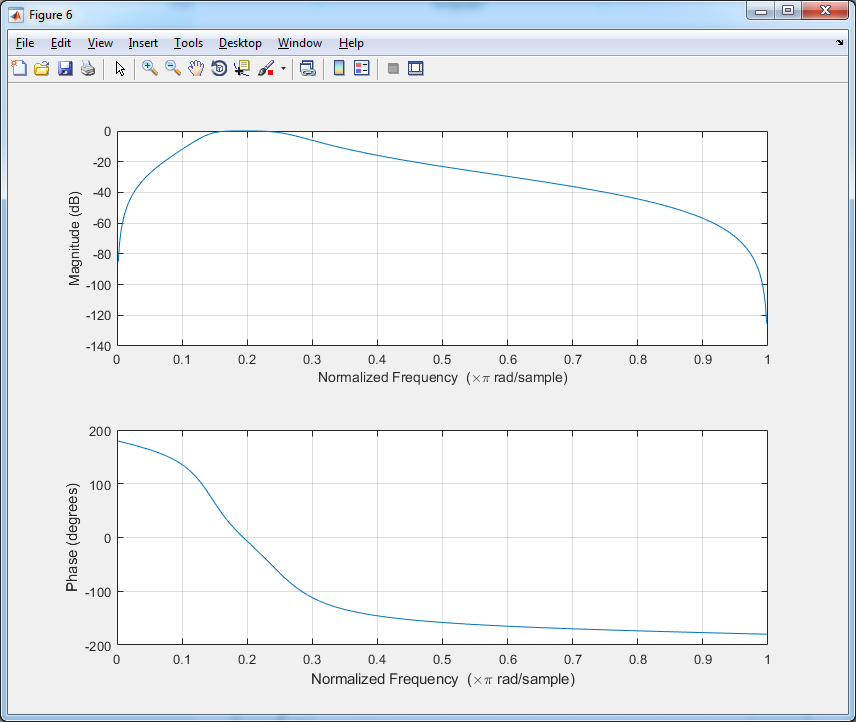 Figure 6
File Edit View Insert Tools Desktop Window Help
0
-20
-40
-60
-80
-100
-120
-140
Magnitude (dB)
0 0.1 0.2 0.3 0.4 0.5 0.6 0.7 0.8 0.9 1
Normalized Frequency (×π rad/sample)
200
100
0
-100
-200
Phase (degrees)
0 0.1 0.2 0.3 0.4 0.5 0.6 0.7 0.8 0.9 1
Normalized Frequency (×π rad/sample)